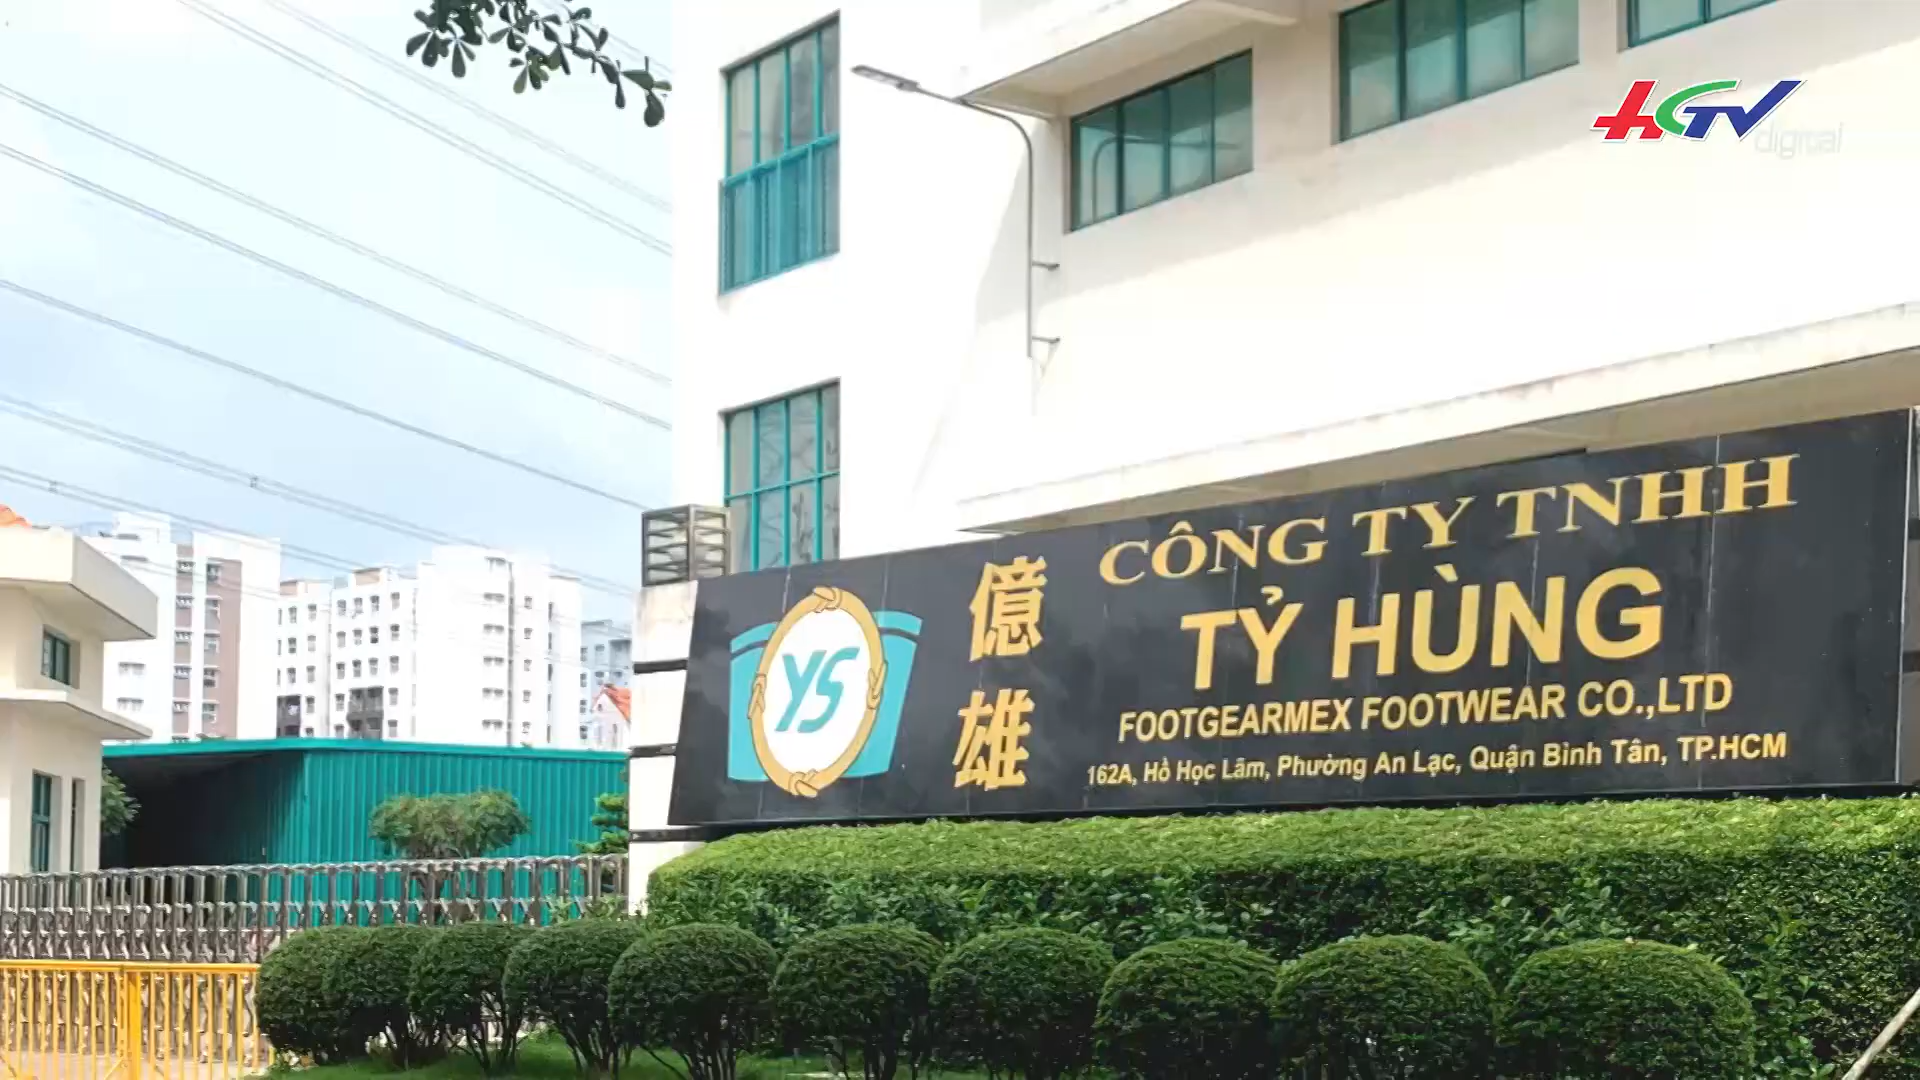 HGTV
digital
YS
億
雄
CÔNG TY TNHH
TỶ HÙNG
FOOTGEARMEX FOOTWEAR CO.,LTD
162A, Hồ Học Lãm, Phường An Lạc, Quận Bình Tân, TP.HCM